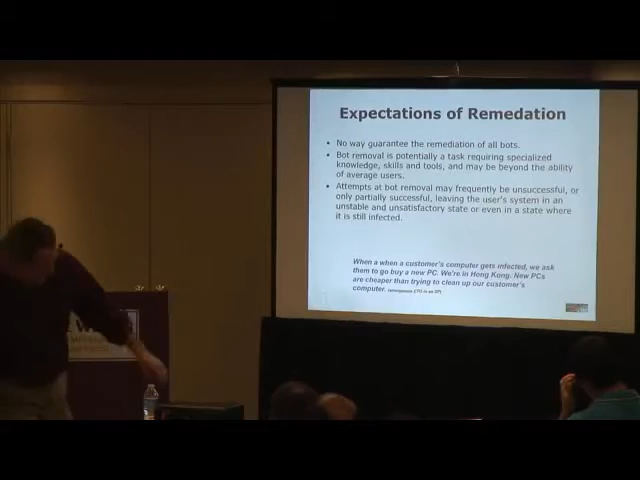 Expectations of Remedation
• No way guarantee the remediation of all bots.
• Bot removal is potentially a task requiring specialized
knowledge, skills and tools, and may be beyond the ability
of average users.
• Attempts at bot removal may frequently be unsuccessful, or
only partially successful, leaving the user's system in an
unstable and unsatisfactory state or even in a state where
it is still infected.
When a when a customer's computer gets infected, we ask
them to go buy a new PC. We're in Hong Kong. New PCs
are cheaper than trying to clean up our customer's
computer.